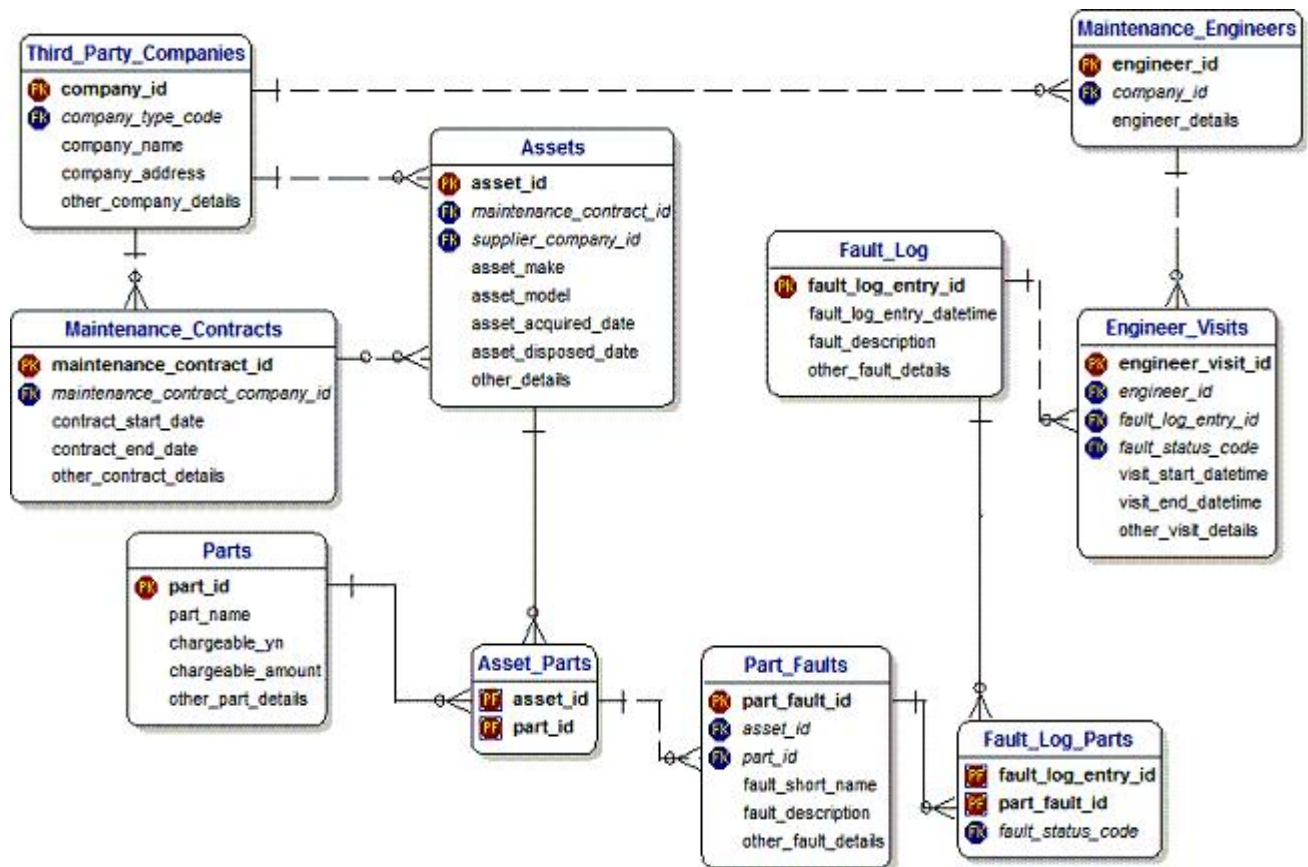 Third_Party_Companies
PK company_id
FK company_type_code
company_name
company_address
other_company_details
Maintenance_Engineers
PK engineer_id
FK company_id
engineer_details
Assets
PK asset_id
FK maintenance_contract_id
FK supplier_company_id
asset_make
asset_model
asset_acquired_date
asset_disposed_date
other_details
Fault_Log
PK fault_log_entry_id
fault_log_entry_datetime
fault_description
other_fault_details
Maintenance_Contracts
PK maintenance_contract_id
FK maintenance_contract_company_id
contract_start_date
contract_end_date
other_contract_details
Engineer_Visits
PK engineer_visit_id
FK engineer_id
FK fault_log_entry_id
FK fault_status_code
visit_start_datetime
visit_end_datetime
other_visit_details
Parts
PK part_id
part_name
chargeable_yn
chargeable_amount
other_part_details
Asset_Parts
PF asset_id
PF part_id
Part_Faults
PK part_fault_id
FK asset_id
FK part_id
fault_short_name
fault_description
other_fault_details
Fault_Log_Parts
PF fault_log_entry_id
PF part_fault_id
FK fault_status_code